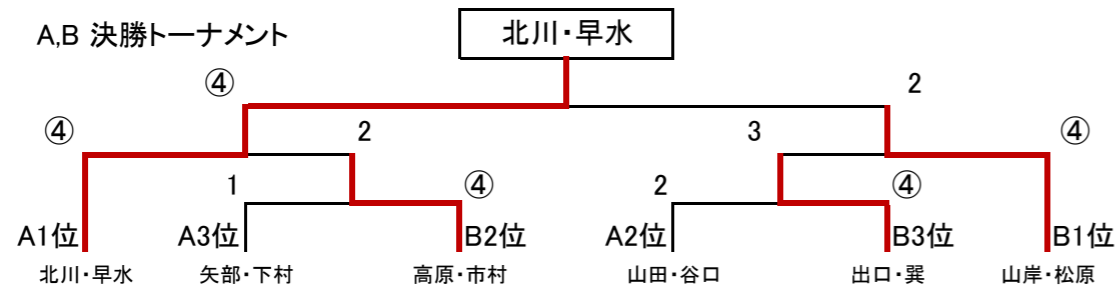 A,B 決勝トーナメント
北川・早水
④ 2
④ 2 3 ④
1 ④ 2 ④
A1位 A3位 B2位 A2位 B3位 B1位
北川・早水 矢部・下村 高原・市村 山田・谷口 出口・巽 山岸・松原